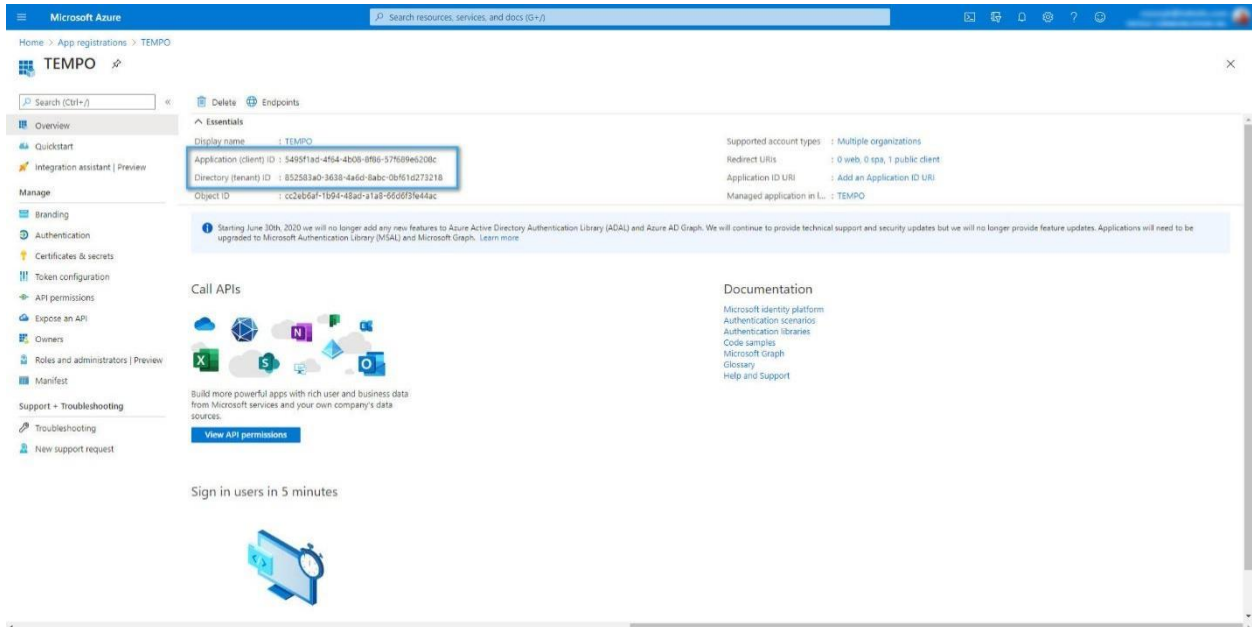 Microsoft Azure
Search resources, services, and docs (G+/)
Home > App registrations > TEMPO
TEMPO
Search (Ctrl+/)
Overview
Quickstart
Integration assistant | Preview
Manage
Branding
Authentication
Certificates & secrets
Token configuration
API permissions
Expose an API
Owners
Roles and administrators | Preview
Manifest
Support + Troubleshooting
Troubleshooting
New support request
Delete Endpoints
Essentials
Display name : TEMPO
Application (client) ID : 5495f1ad-4f64-4b08-8f86-57f689e6208c
Directory (tenant) ID : 852583a0-3638-4a6d-8abc-0bf61d273218
Object ID : cc2eb6af-1b94-48ad-a1a8-66d6f3fe44ac
Supported account types : Multiple organizations
Redirect URIs : 0 web, 0 spa, 1 public client
Application ID URI : Add an Application ID URI
Managed application in l... : TEMPO
Starting June 30th, 2020 we will no longer add any new features to Azure Active Directory Authentication Library (ADAL) and Azure AD Graph. We will continue to provide technical support and security updates but we will no longer provide feature updates. Applications will need to be
upgraded to Microsoft Authentication Library (MSAL) and Microsoft Graph. Learn more
Call APIs
Build more powerful apps with rich user and business data
from Microsoft services and your own company's data
sources.
View API permissions
Documentation
Microsoft identity platform
Authentication scenarios
Authentication libraries
Code samples
Microsoft Graph
Glossary
Help and Support
Sign in users in 5 minutes